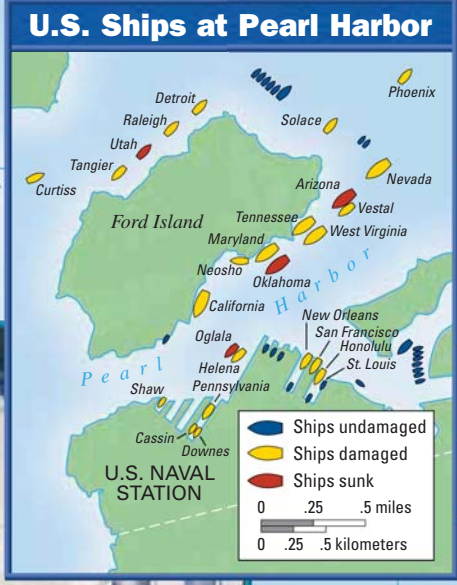 U.S. Ships at Pearl Harbor
Phoenix
Detroit
Raleigh
Solace
Utah
Tangier
Curtiss
Nevada
Arizona
Vestal
Ford Island
Tennessee
West Virginia
Maryland
Neosho
Oklahoma
California
Pearl Harbor
New Orleans
San Francisco
Honolulu
St. Louis
Oglala
Helena
Pennsylvania
Shaw
Cassin
Downes
U.S. NAVAL
STATION
Ships undamaged
Ships damaged
Ships sunk
0 .25 .5 miles
0 .25 .5 kilometers